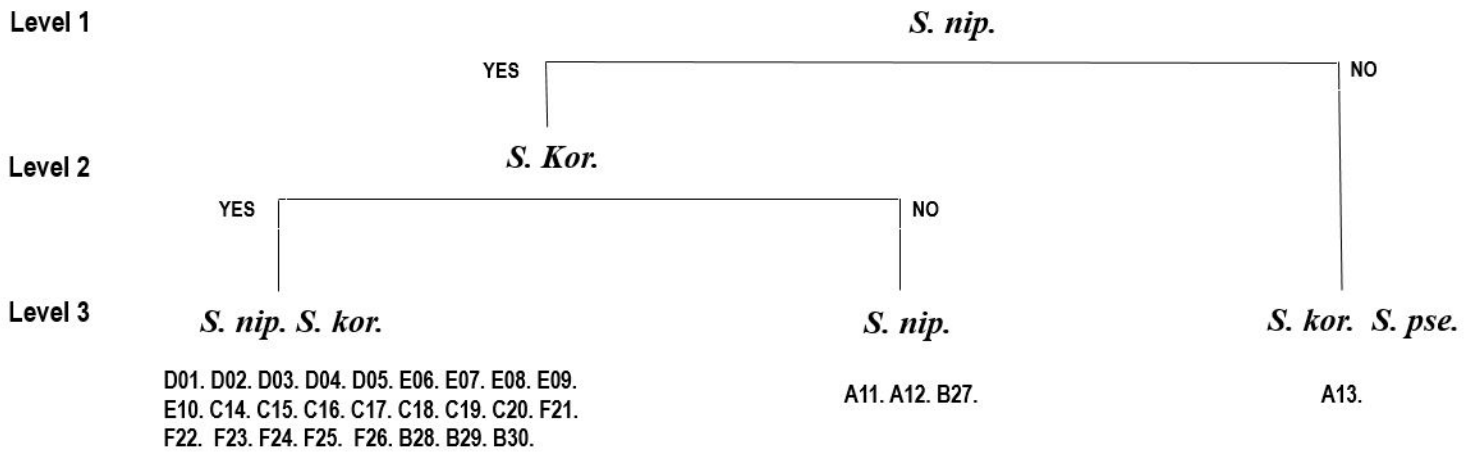 Level 1 S. nip.
YES NO
Level 2 S. Kor.
YES NO
Level 3 S. nip. S. kor. S. nip. S. kor. S. pse.
D01. D02. D03. D04. D05. E06. E07. E08. E09.
E10. C14. C15. C16. C17. C18. C19. C20. F21.
F22. F23. F24. F25. F26. B28. B29. B30.
A11. A12. B27.
A13.